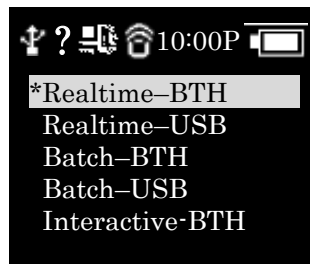 ? 10:00P
*Realtime–BTH
Realtime–USB
Batch–BTH
Batch–USB
Interactive-BTH